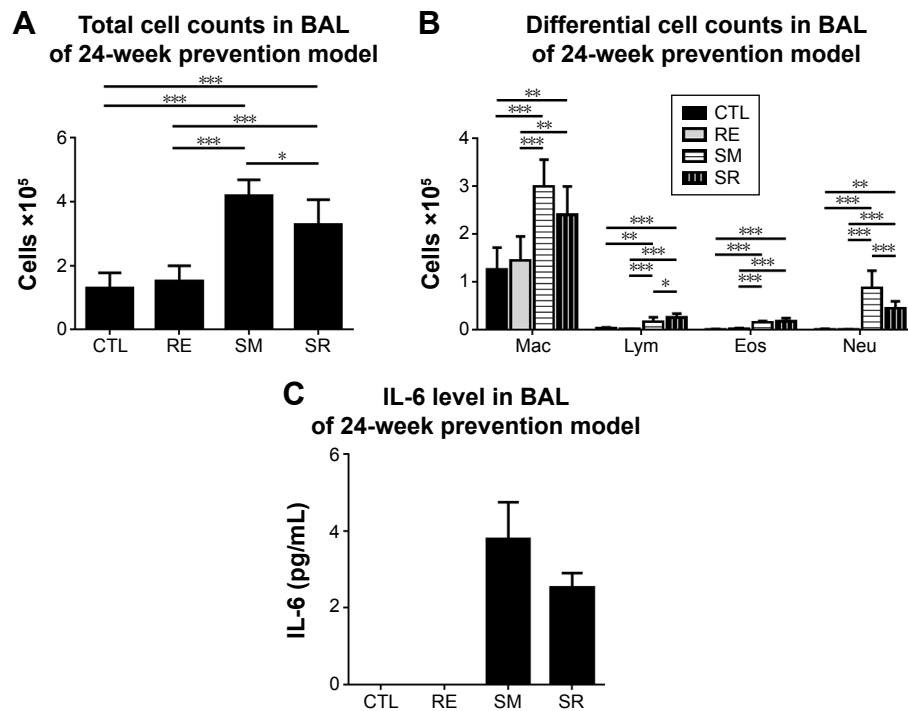 A Total cell counts in BAL
of 24-week prevention model
***
***
***
***
*
6
4
2
0
Cells ×10⁵
CTL RE SM SR
B Differential cell counts in BAL
of 24-week prevention model
CTL
RE
SM
SR
**
***
**
***
***
**
***
***
*
***
***
***
***
**
***
***
***
***
4
3
2
1
0
Cells ×10⁵
Mac Lym Eos Neu
C IL-6 level in BAL
of 24-week prevention model
6
4
2
0
IL-6 (pg/mL)
CTL RE SM SR